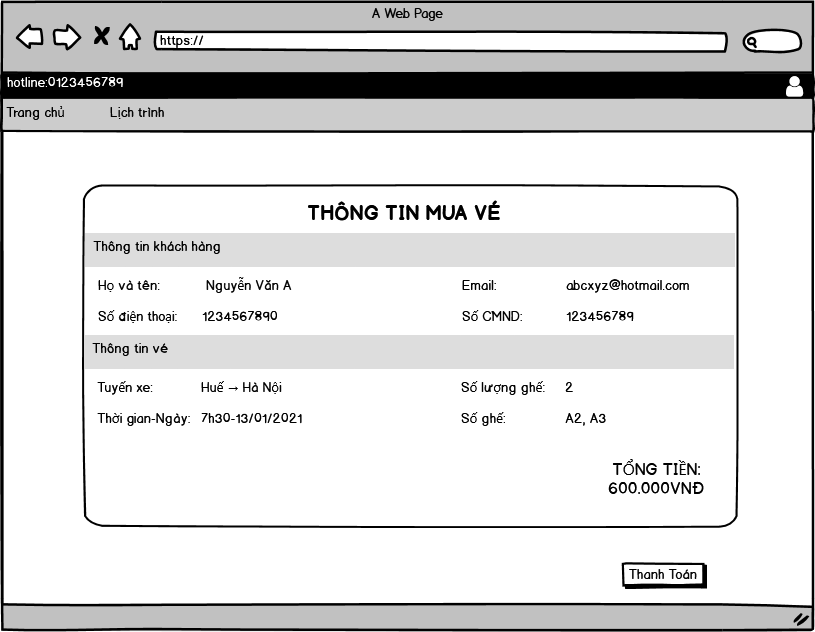 A Web Page
https://
hotline:0123456789
Trang chủ Lịch trình
THÔNG TIN MUA VÉ
Thông tin khách hàng
Họ và tên: Nguyễn Văn A Email: abcxyz@hotmail.com
Số điện thoại: 1234567890 Số CMND: 123456789
Thông tin vé
Tuyến xe: Huế → Hà Nội Số lượng ghế: 2
Thời gian-Ngày: 7h30-13/01/2021 Số ghế: A2, A3
TỔNG TIỀN:
600.000VNĐ
Thanh Toán